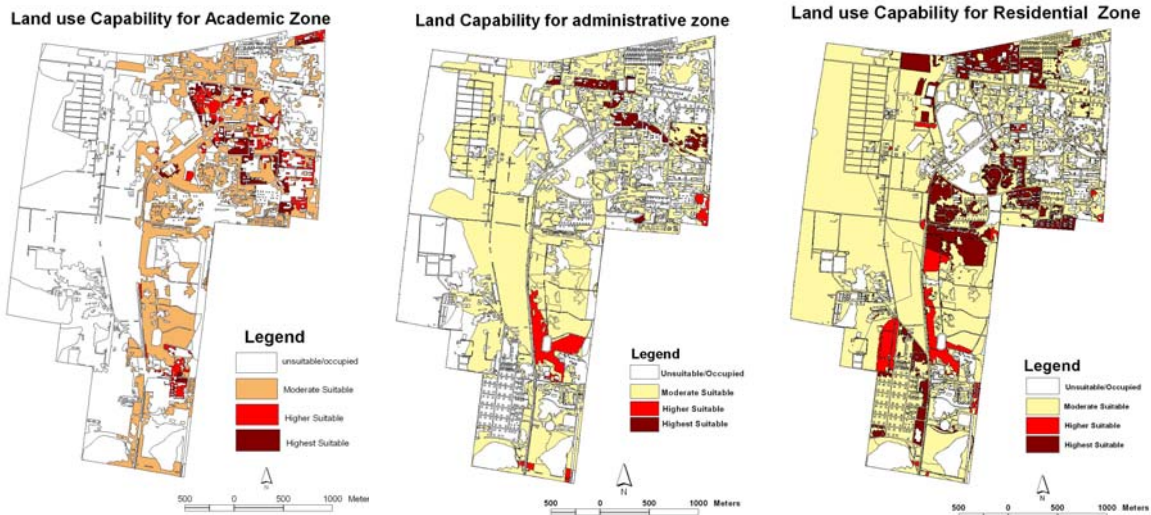 Land use Capability for Academic Zone
Legend
unsuitable/occupied
Moderate Suitable
Higher Suitable
Highest Suitable
N
500 0 500 1000 Meters
Land Capability for administrative zone
Legend
Unsuitable/Occupied
Moderate Suitable
Higher Suitable
Highest Suitable
N
500 0 500 1000 Meters
Land use Capability for Residential Zone
Legend
Unsuitable/Occupied
Moderate Suitable
Higher Suitable
Highest Suitable
N
500 0 500 1000 Meters